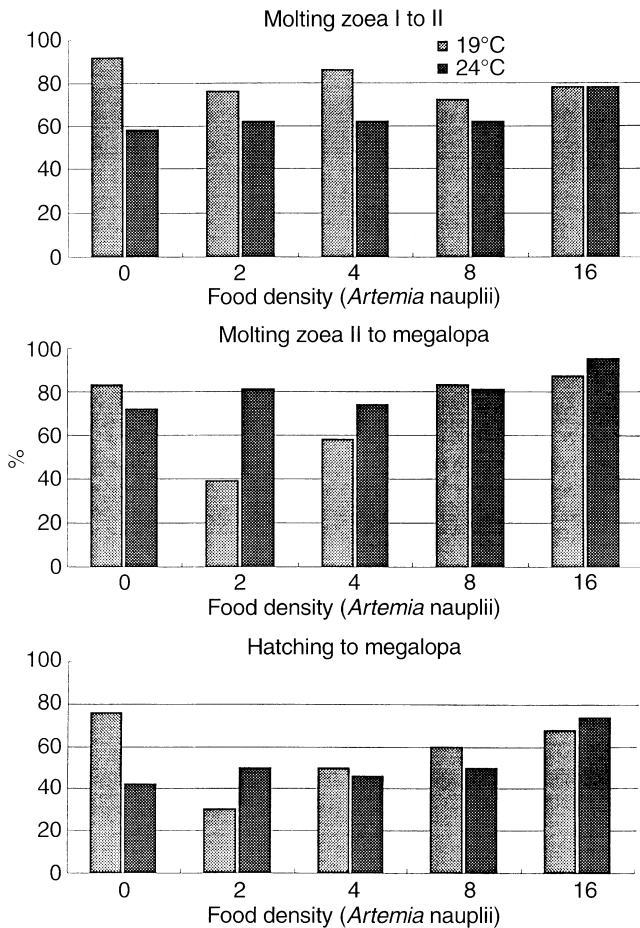 Molting zoea I to II
19°C
24°C
100
80
60
40
20
0
0 2 4 8 16
Food density (Artemia nauplii)
Molting zoea II to megalopa
100
80
60
40
20
0
%
0 2 4 8 16
Food density (Artemia nauplii)
Hatching to megalopa
100
80
60
40
20
0
0 2 4 8 16
Food density (Artemia nauplii)